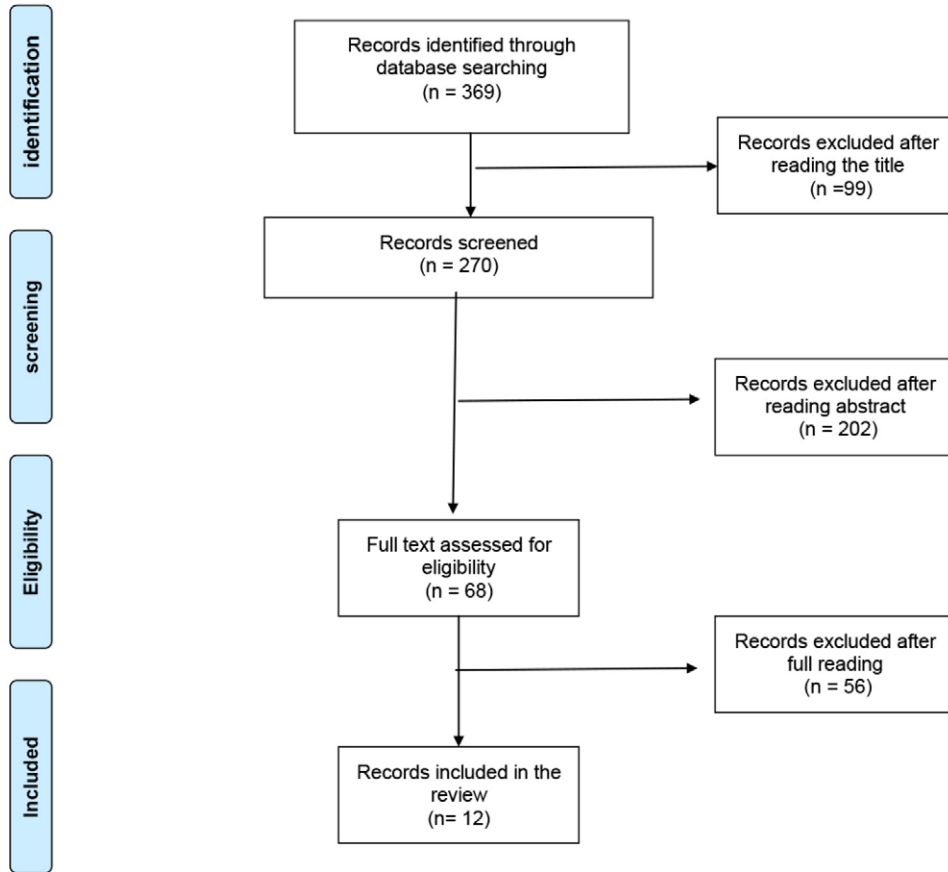 identification
Records identified through
database searching
(n = 369)
Records excluded after
reading the title
(n =99)
screening
Records screened
(n = 270)
Records excluded after
reading abstract
(n = 202)
Eligibility
Full text assessed for
eligibility
(n = 68)
Records excluded after
full reading
(n = 56)
Included
Records included in the
review
(n= 12)